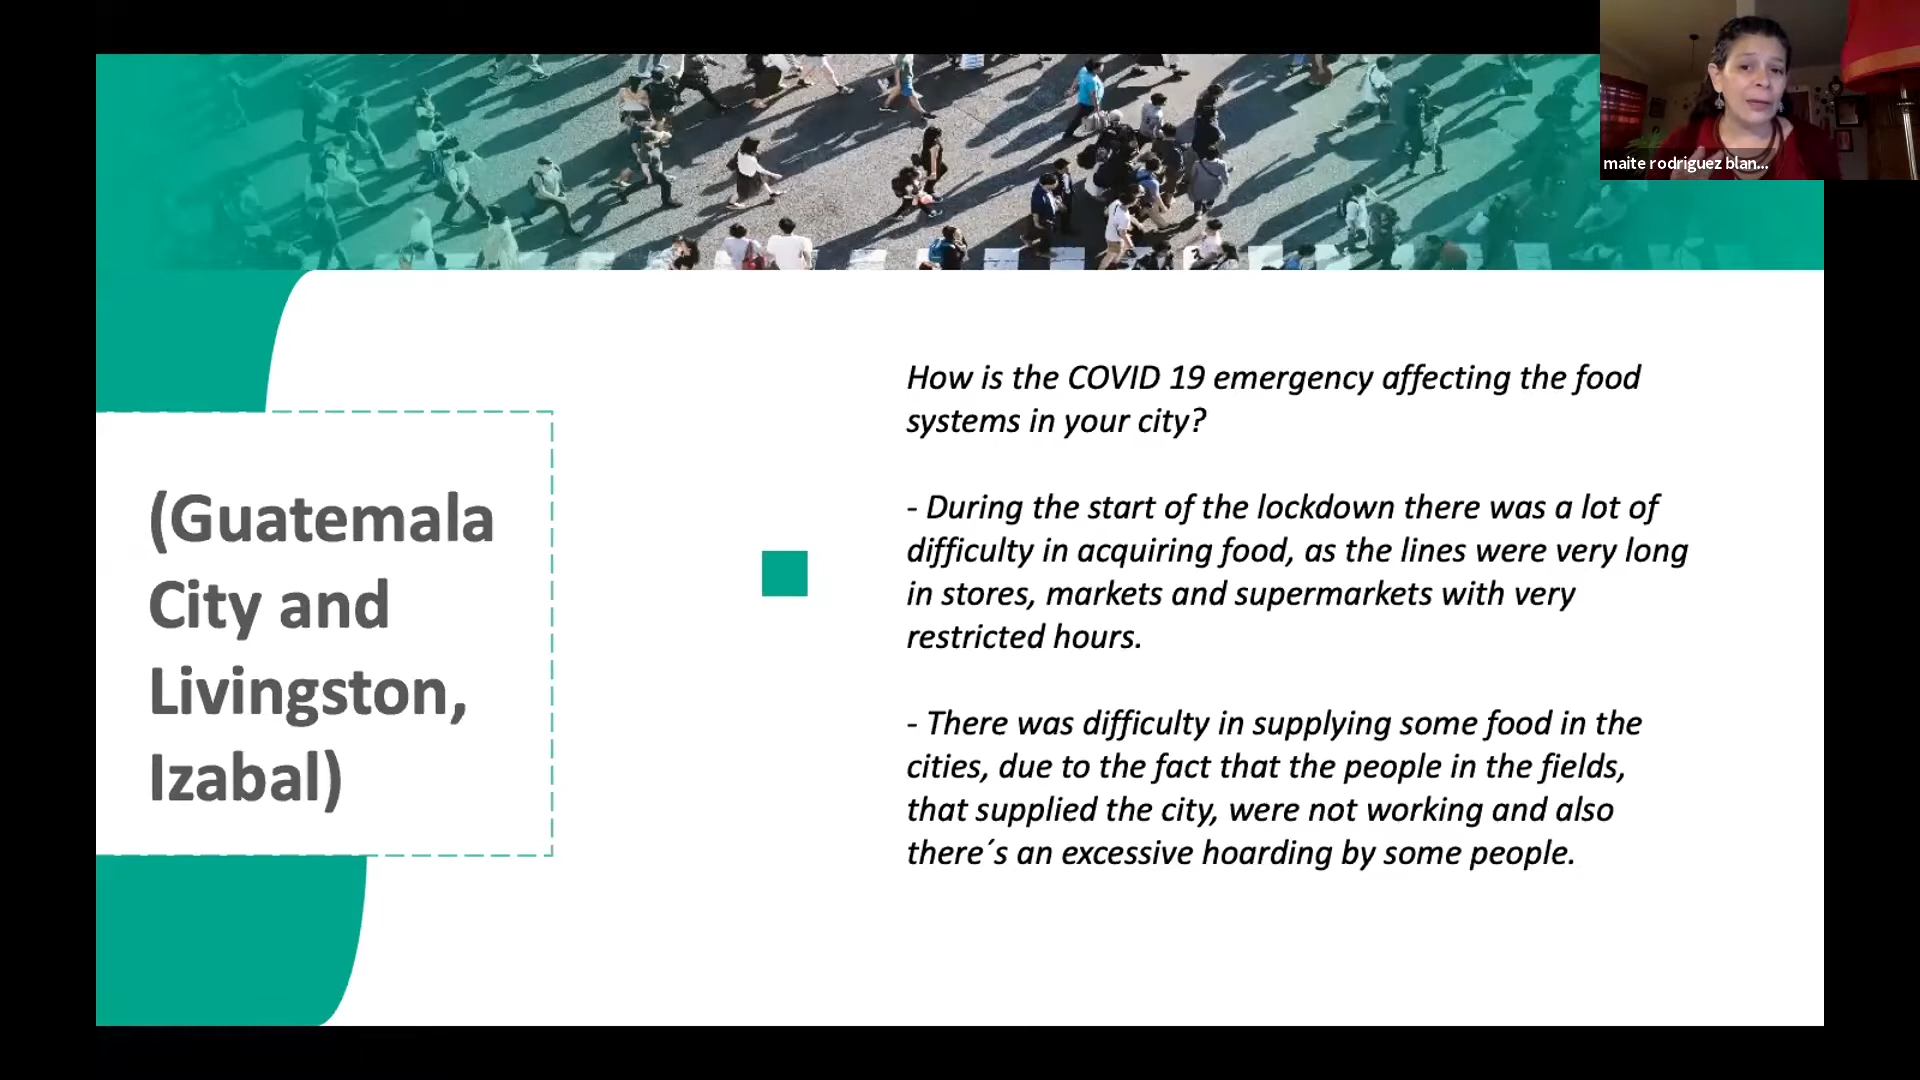 maite rodriguez blan...
(Guatemala
City and
Livingston,
Izabal)
How is the COVID 19 emergency affecting the food
systems in your city?
- During the start of the lockdown there was a lot of
difficulty in acquiring food, as the lines were very long
in stores, markets and supermarkets with very
restricted hours.
- There was difficulty in supplying some food in the
cities, due to the fact that the people in the fields,
that supplied the city, were not working and also
there´s an excessive hoarding by some people.